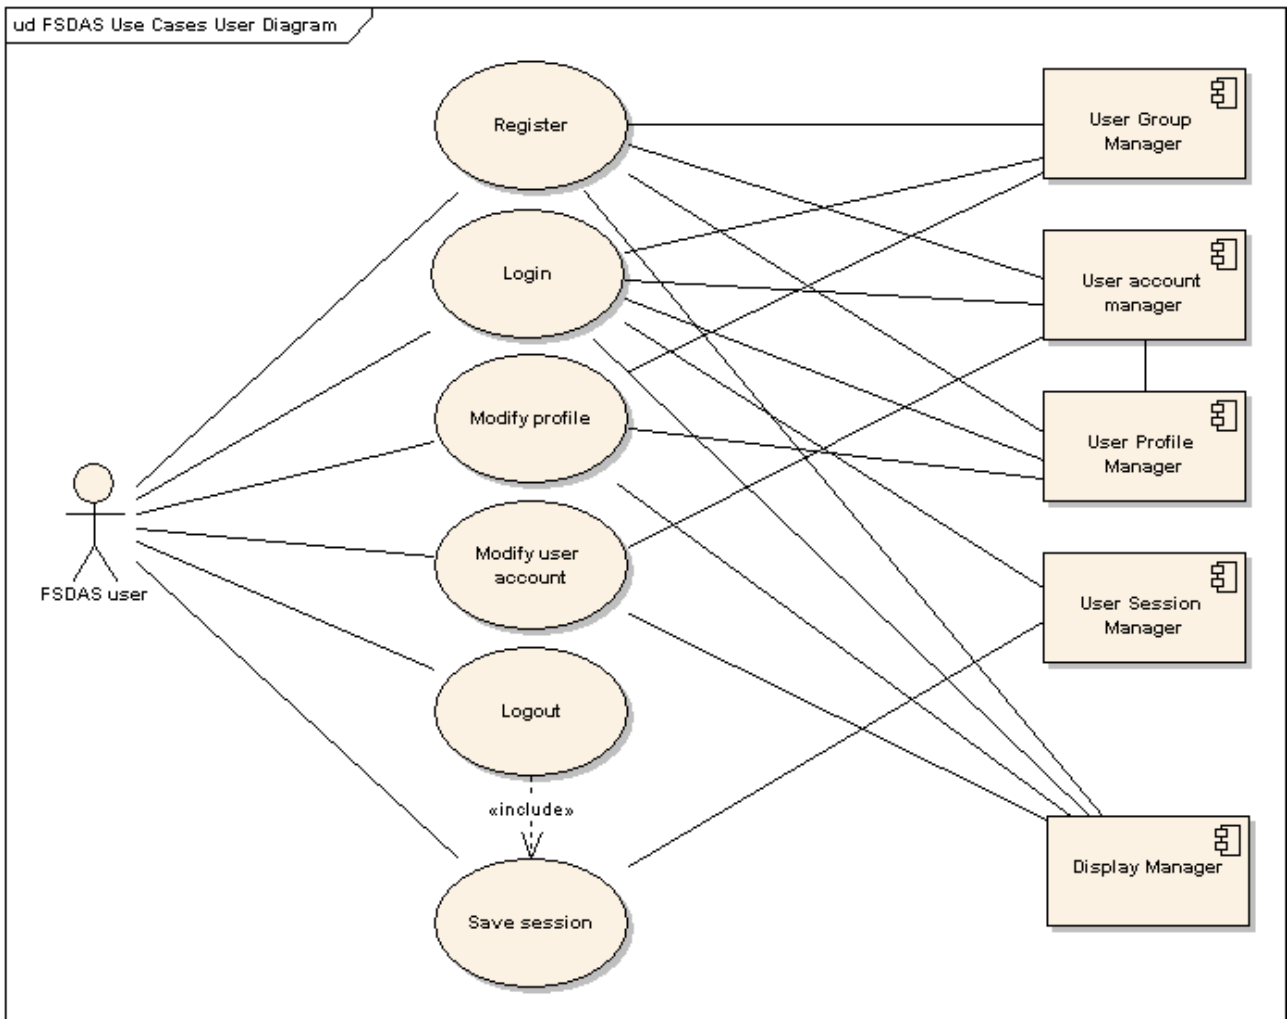 ud FSDAS Use Cases User Diagram
Register
User Group
Manager
Login
User account
manager
Modify profile
User Profile
Manager
FSDAS user
Modify user
account
User Session
Manager
Logout
«include»
Display Manager
Save session